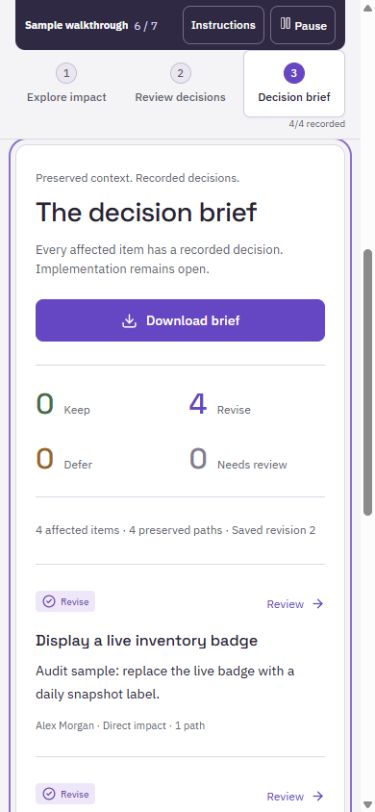 Sample walkthrough 6 / 7 Instructions Pause
1 2 3
Explore impact Review decisions Decision brief
4/4 recorded
Preserved context. Recorded decisions.
The decision brief
Every affected item has a recorded decision.
Implementation remains open.
Download brief
0 Keep 4 Revise
0 Defer 0 Needs review
4 affected items · 4 preserved paths · Saved revision 2
Revise Review →
Display a live inventory badge
Audit sample: replace the live badge with a
daily snapshot label.
Alex Morgan · Direct impact · 1 path
Revise Review →